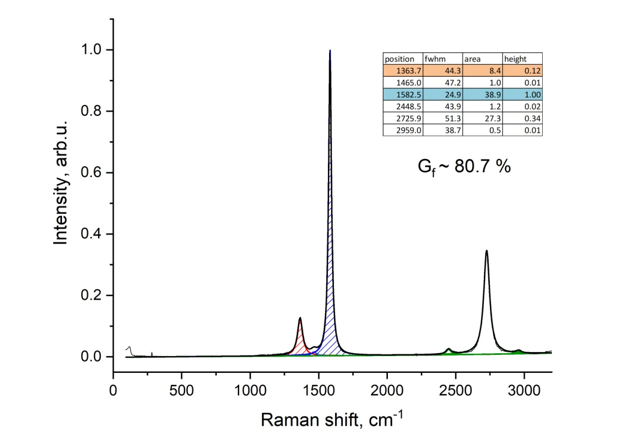 1.0
0.8
0.6
0.4
0.2
0.0
Intensity, arb.u.
position fwhm area height
1363.7 44.3 8.4 0.12
1465.0 47.2 1.0 0.01
1582.5 24.9 38.9 1.00
2448.5 43.9 1.2 0.02
2725.9 51.3 27.3 0.34
2959.0 38.7 0.5 0.01
Gf ~ 80.7 %
0 500 1000 1500 2000 2500 3000
Raman shift, cm-1